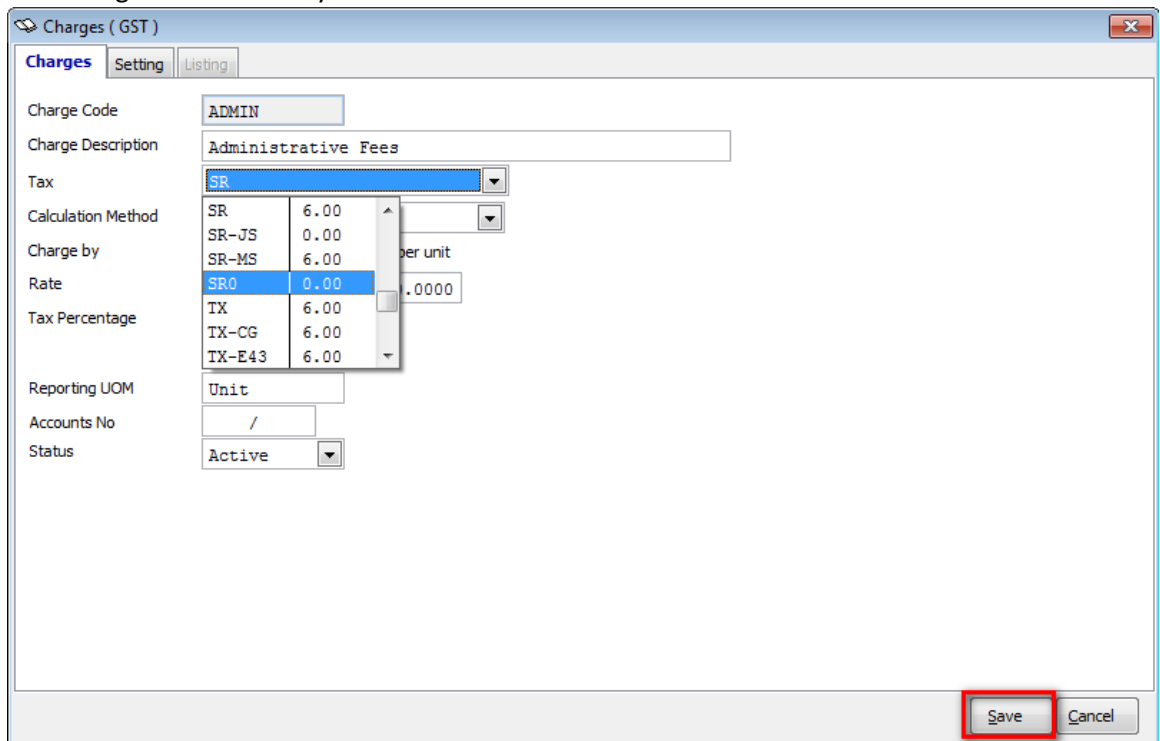 Charges ( GST )
Charges Setting Listing
Charge Code ADMIN
Charge Description Administrative Fees
Tax SR
Calculation Method
SR 6.00
SR-JS 0.00
Charge by per unit
SR-MS 6.00
Rate .0000
SR0 0.00
Tax Percentage
TX 6.00
TX-CG 6.00
TX-E43 6.00
Reporting UOM Unit
Accounts No /
Status Active
Save Cancel